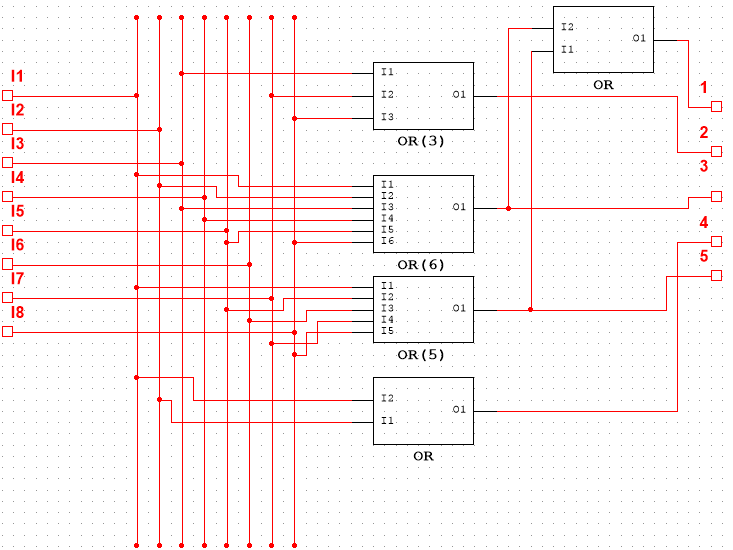 I2
I1
O1
OR
I1
I2
I3
O1
OR(3)
I1
I2
I3
I4
I5
I6
O1
OR(6)
I1
I2
I3
I4
I5
O1
OR(5)
I2
I1
O1
OR
I1
I2
I3
I4
I5
I6
I7
I8
1
2
3
4
5